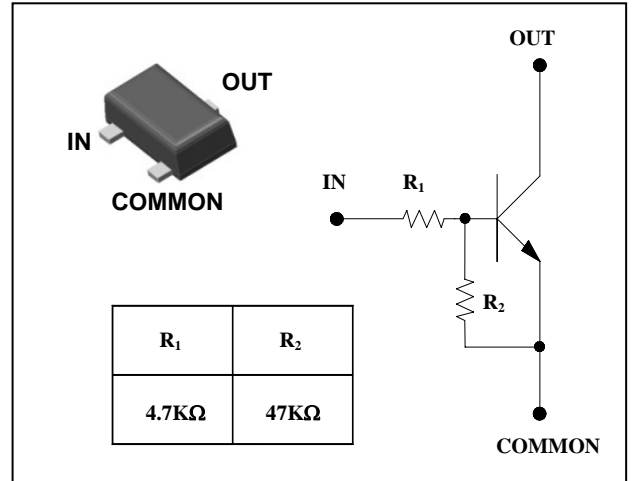 OUT
IN
COMMON
OUT
IN
R₁
R₂
COMMON
R₁ R₂
4.7KΩ 47KΩ